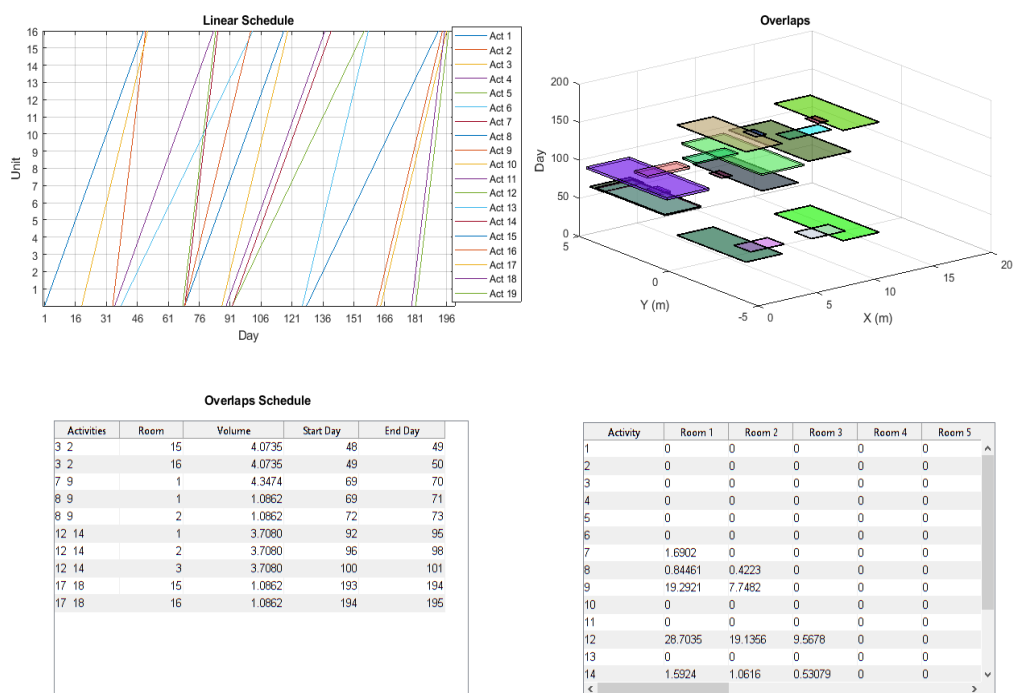 Linear Schedule
16
15
14
13
12
11
10
9
8
7
6
5
4
3
2
1
Unit
1 16 31 46 61 76 91 106 121 136 151 166 181 196
Day
Act 1
Act 2
Act 3
Act 4
Act 5
Act 6
Act 7
Act 8
Act 9
Act 10
Act 11
Act 12
Act 13
Act 14
Act 15
Act 16
Act 17
Act 18
Act 19
Overlaps
200
150
100
50
0
Day
5
0
-5
Y (m)
0
5
10
15
20
X (m)
Overlaps Schedule
Activities Room Volume Start Day End Day
3 2 15 4.0735 48 49
3 2 16 4.0735 49 50
7 9 1 4.3474 69 70
8 9 1 1.0862 69 71
8 9 2 1.0862 72 73
12 14 1 3.7080 92 95
12 14 2 3.7080 96 98
12 14 3 3.7080 100 101
17 18 15 1.0862 193 194
17 18 16 1.0862 194 195
Activity Room 1 Room 2 Room 3 Room 4 Room 5
1 0 0 0 0 0
2 0 0 0 0 0
3 0 0 0 0 0
4 0 0 0 0 0
5 0 0 0 0 0
6 0 0 0 0 0
7 1.6902 0 0 0 0
8 0.84461 0.4223 0 0 0
9 19.2921 7.7482 0 0 0
10 0 0 0 0 0
11 0 0 0 0 0
12 28.7035 19.1356 9.5678 0 0
13 0 0 0 0 0
14 1.5924 1.0616 0.53079 0 0